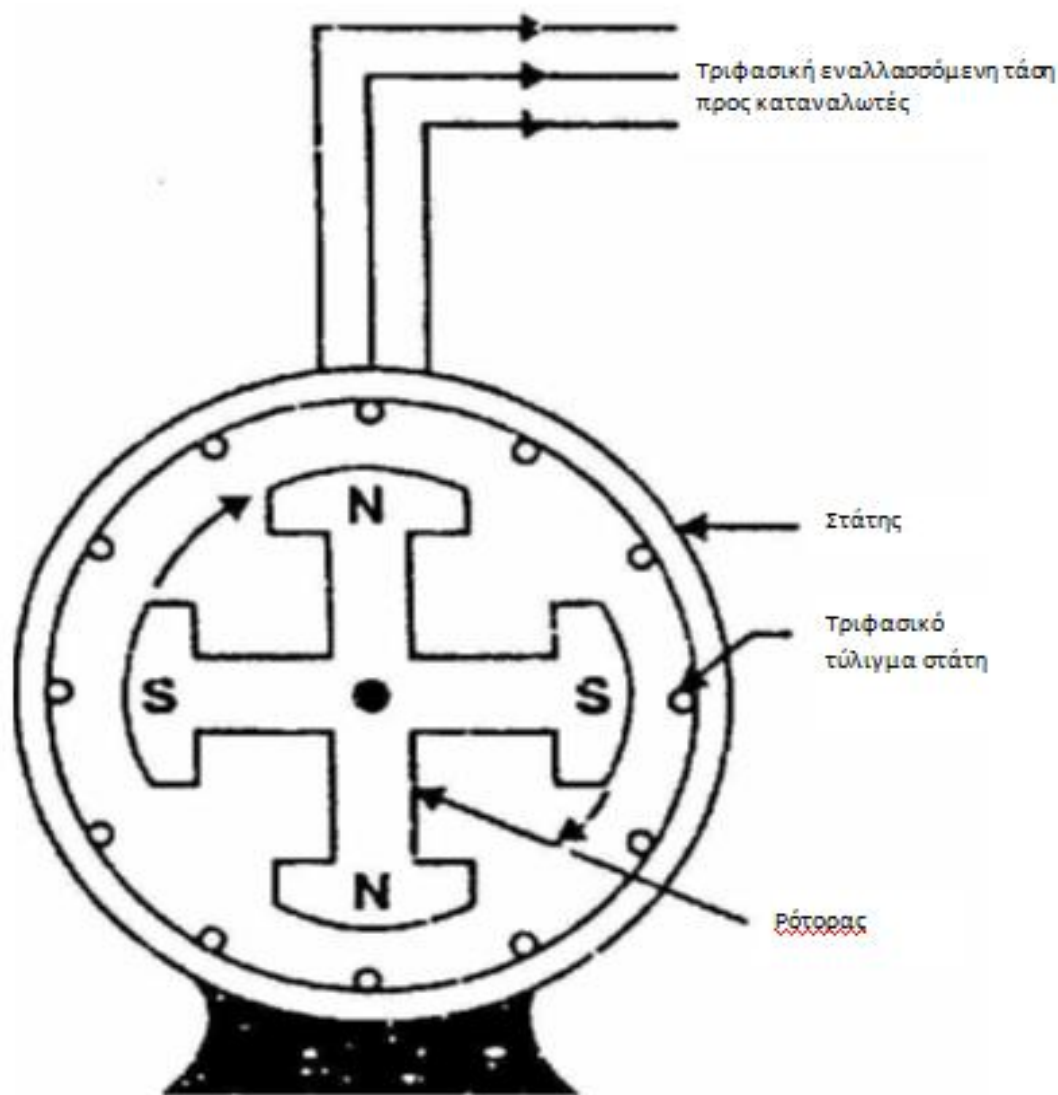 Τριφασική εναλλασσόμενη τάση
προς καταναλωτές
N
Στάτης
Τριφασικό
τύλιγμα στάτη
S
S
N
Ρότορας